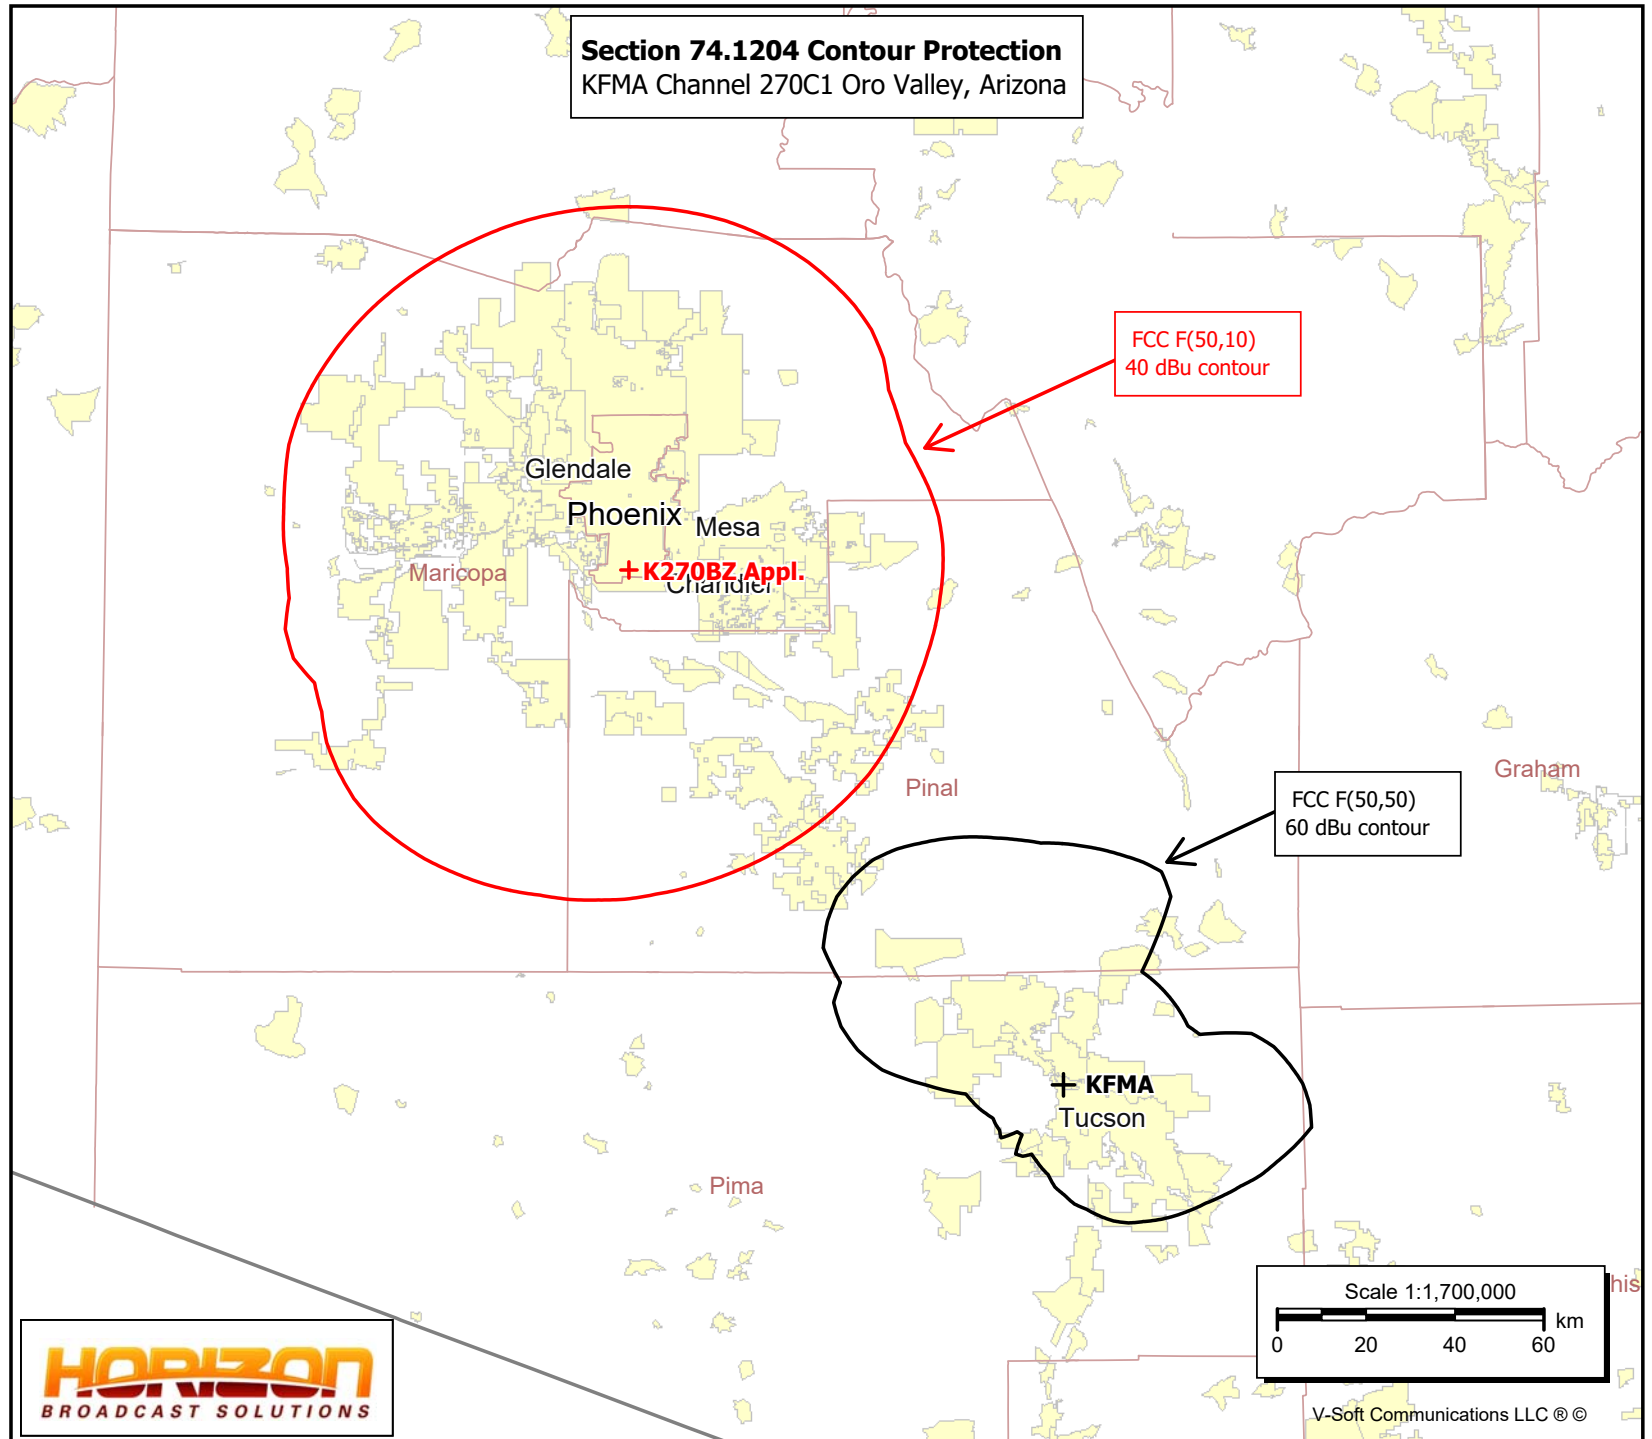 Section 74.1204 Contour Protection
KFMA Channel 270C1 Oro Valley, Arizona
FCC F(50,10)
40 dBu contour
Glendale
Phoenix
Mesa
Maricopa
K270BZ Appl.
Chandler
Pinal
Graham
FCC F(50,50)
60 dBu contour
KFMA
Tucson
Pima
his
Scale 1:1,700,000
km
0 20 40 60
HORIZON
BROADCAST SOLUTIONS
V-Soft Communications LLC ® ©